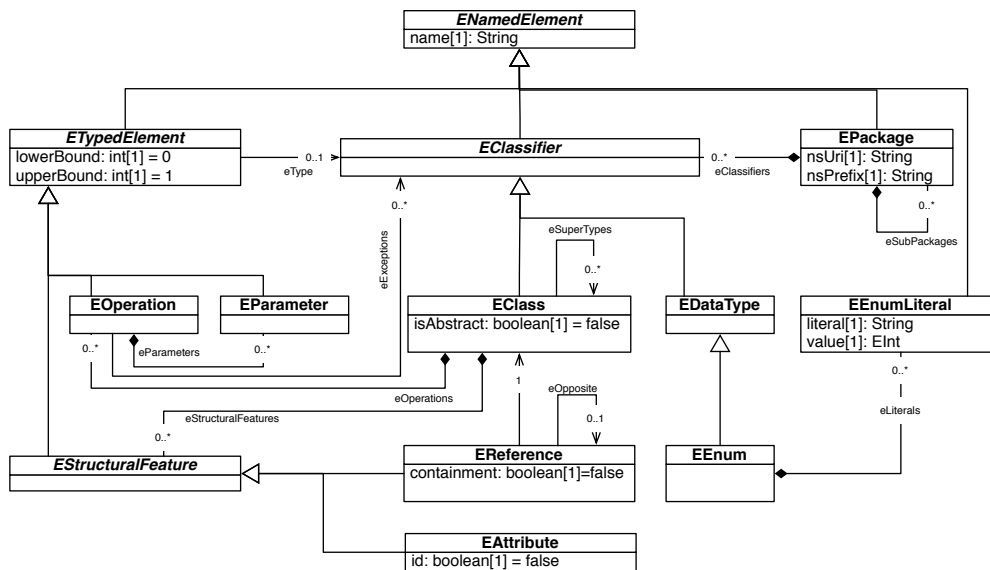 ENamedElement
name[1]: String
ETypedElement
lowerBound: int[1] = 0
upperBound: int[1] = 1
0..1
eType
EClassifier
0..*
eClassifiers
EPackage
nsUri[1]: String
nsPrefix[1]: String
0..*
eSubPackages
0..*
eExceptions
eSuperTypes
0..*
EOperation
EParameter
EClass
isAbstract: boolean[1] = false
EDataType
EEnumLiteral
literal[1]: String
value[1]: EInt
0..*
eParameters
0..*
0..*
eOperations
eStructuralFeatures
0..*
1
eOpposite
0..1
eLiterals
EStructuralFeature
EReference
containment: boolean[1]=false
EEnum
EAttribute
id: boolean[1] = false